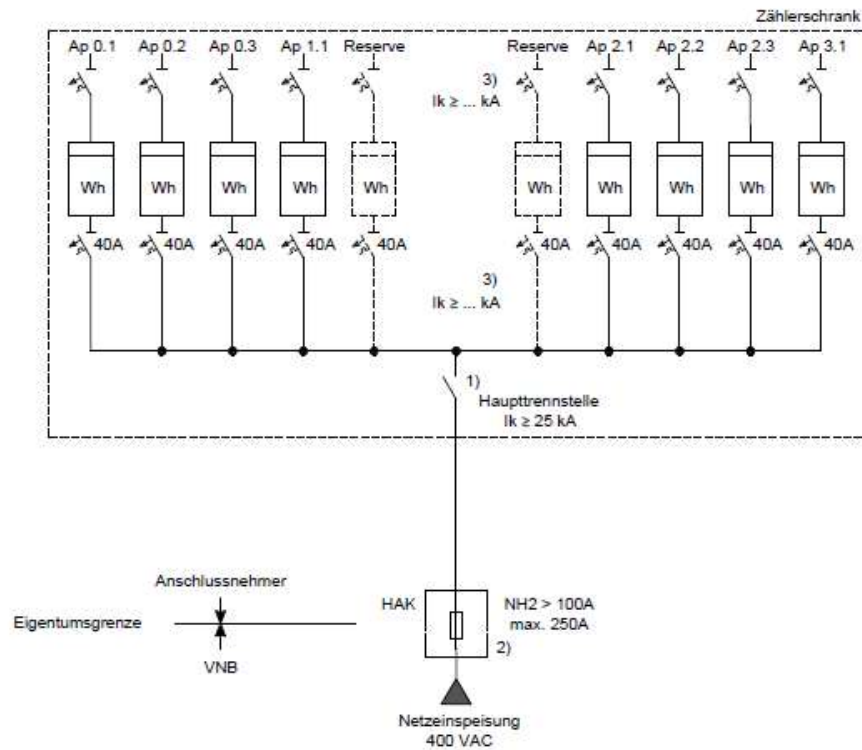 Zählerschrank
Ap 0.1 Ap 0.2 Ap 0.3 Ap 1.1 Reserve Reserve Ap 2.1 Ap 2.2 Ap 2.3 Ap 3.1
3)
Ik ≥ ... kA
Wh Wh Wh Wh Wh Wh Wh Wh Wh Wh
40A 40A 40A 40A 40A 40A 40A 40A 40A 40A
3)
Ik ≥ ... kA
1)
Haupttrennstelle
Ik ≥ 25 kA
Anschlussnehmer
Eigentumsgrenze
VNB
HAK
NH2 > 100A
max. 250A
2)
Netzeinspeisung
400 VAC